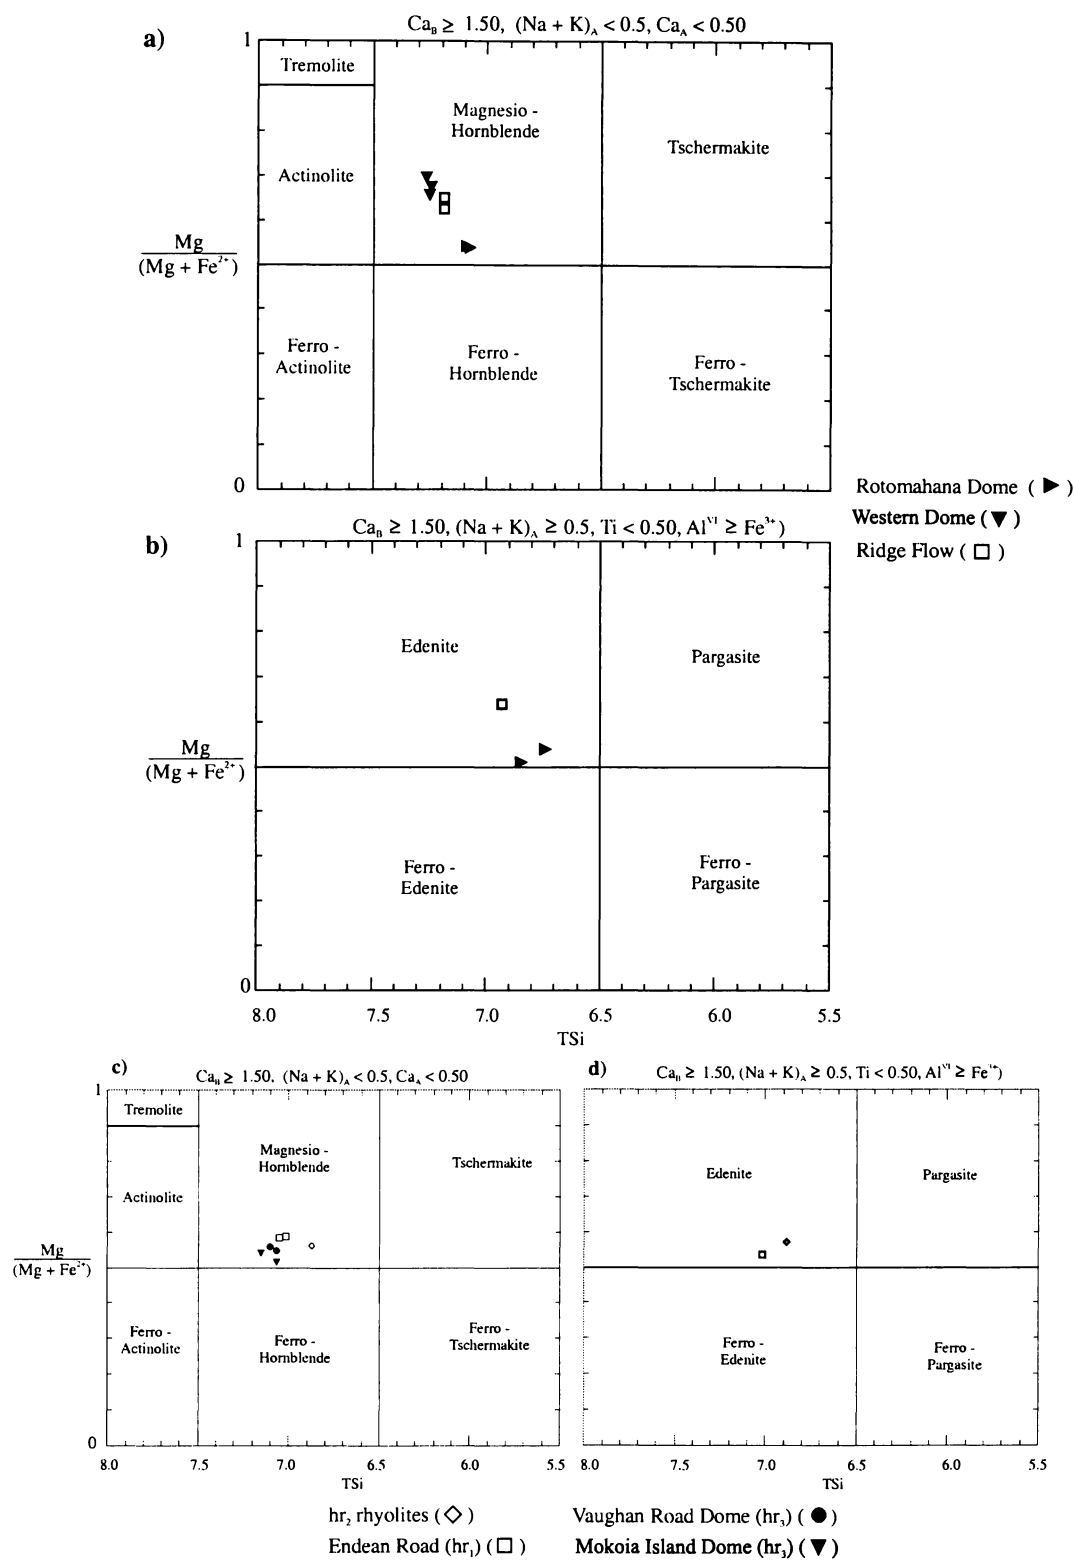 a)
Ca_B ≥ 1.50, (Na + K)_A < 0.5, Ca_A < 0.50
1
Tremolite
Magnesio -
Hornblende
Tschermakite
Actinolite
Mg
(Mg + Fe²⁺)
Ferro -
Actinolite
Ferro -
Hornblende
Ferro -
Tschermakite
0
Rotomahana Dome ( ▶ )
Western Dome ( ▼ )
Ridge Flow ( □ )
b)
Ca_B ≥ 1.50, (Na + K)_A ≥ 0.5, Ti < 0.50, Al^VI ≥ Fe³⁺)
1
Edenite
Pargasite
Mg
(Mg + Fe²⁺)
Ferro -
Edenite
Ferro -
Pargasite
0
8.0 7.5 7.0 6.5 6.0 5.5
TSi
c)
Ca_B ≥ 1.50, (Na + K)_A < 0.5, Ca_A < 0.50
1
Tremolite
Magnesio -
Hornblende
Tschermakite
Actinolite
Mg
(Mg + Fe²⁺)
Ferro -
Actinolite
Ferro -
Hornblende
Ferro -
Tschermakite
0
8.0 7.5 7.0 6.5 6.0 5.5
TSi
d)
Ca_B ≥ 1.50, (Na + K)_A ≥ 0.5, Ti < 0.50, Al^VI ≥ Fe³⁺)
Edenite
Pargasite
Ferro -
Edenite
Ferro -
Pargasite
8.0 7.5 7.0 6.5 6.0 5.5
TSi
hr₂ rhyolites ( ◇ )
Vaughan Road Dome (hr₃) ( ● )
Endean Road (hr₁) ( □ )
Mokoia Island Dome (hr₃) ( ▼ )